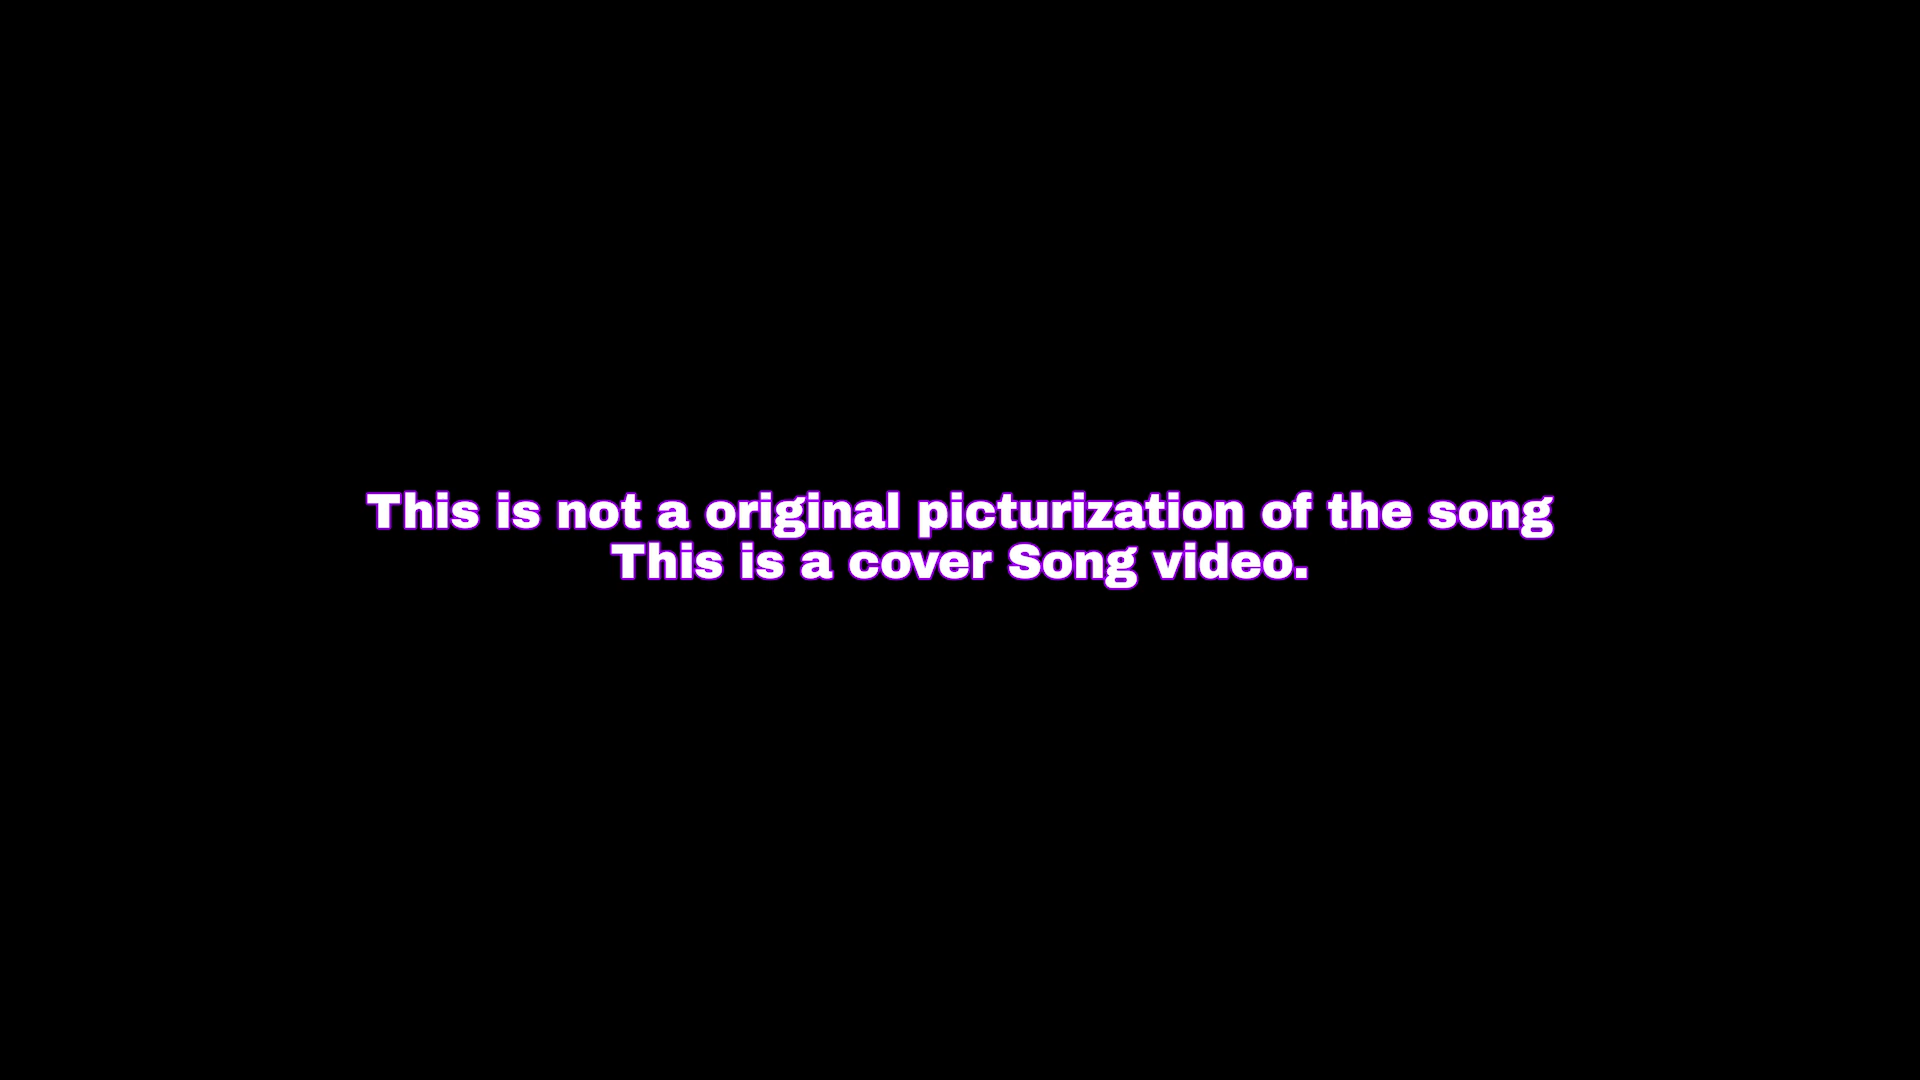 This is not a original picturization of the song
This is a cover Song video.